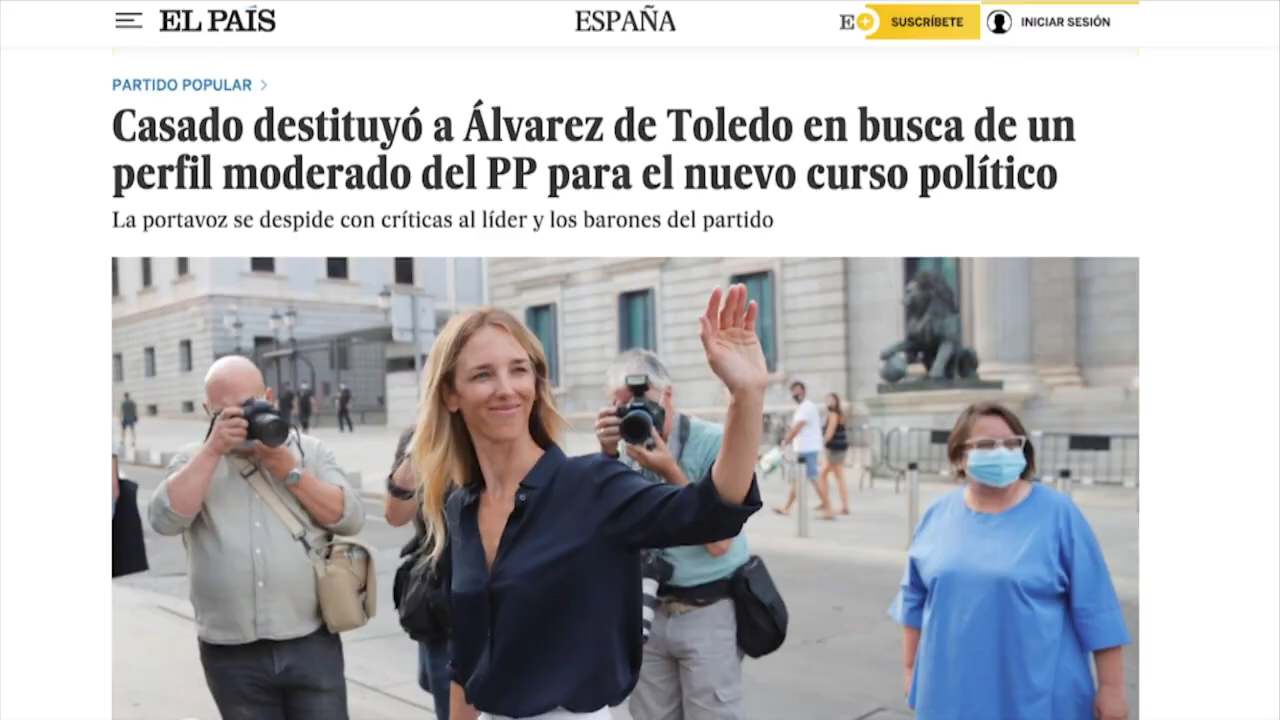 EL PAÍS
ESPAÑA
E+
SUSCRÍBETE
INICIAR SESIÓN
PARTIDO POPULAR >
Casado destituyó a Álvarez de Toledo en busca de un
perfil moderado del PP para el nuevo curso político
La portavoz se despide con críticas al líder y los barones del partido